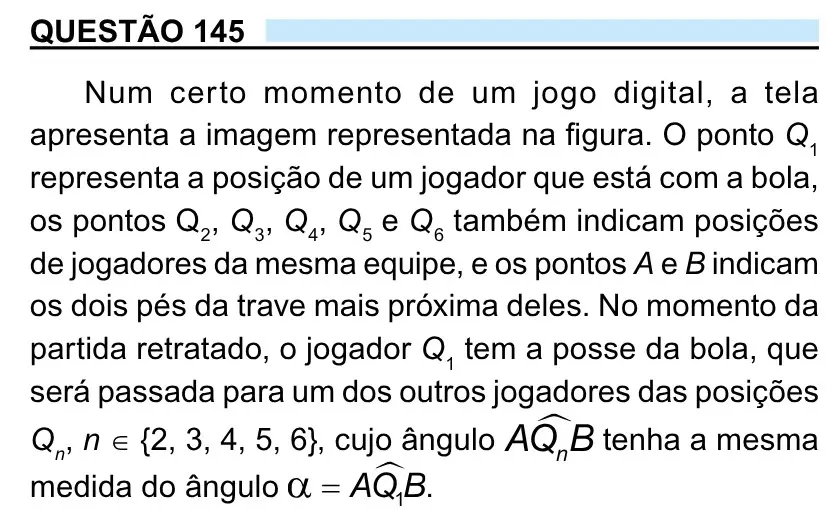 QUESTÃO 145
Num certo momento de um jogo digital, a tela
apresenta a imagem representada na figura. O ponto Q₁
representa a posição de um jogador que está com a bola,
os pontos Q₂, Q₃, Q₄, Q₅ e Q₆ também indicam posições
de jogadores da mesma equipe, e os pontos A e B indicam
os dois pés da trave mais próxima deles. No momento da
partida retratado, o jogador Q₁ tem a posse da bola, que
será passada para um dos outros jogadores das posições
Qₙ, n ∈ {2, 3, 4, 5, 6}, cujo ângulo AQ̂ₙB tenha a mesma
medida do ângulo α = AQ̂₁B.